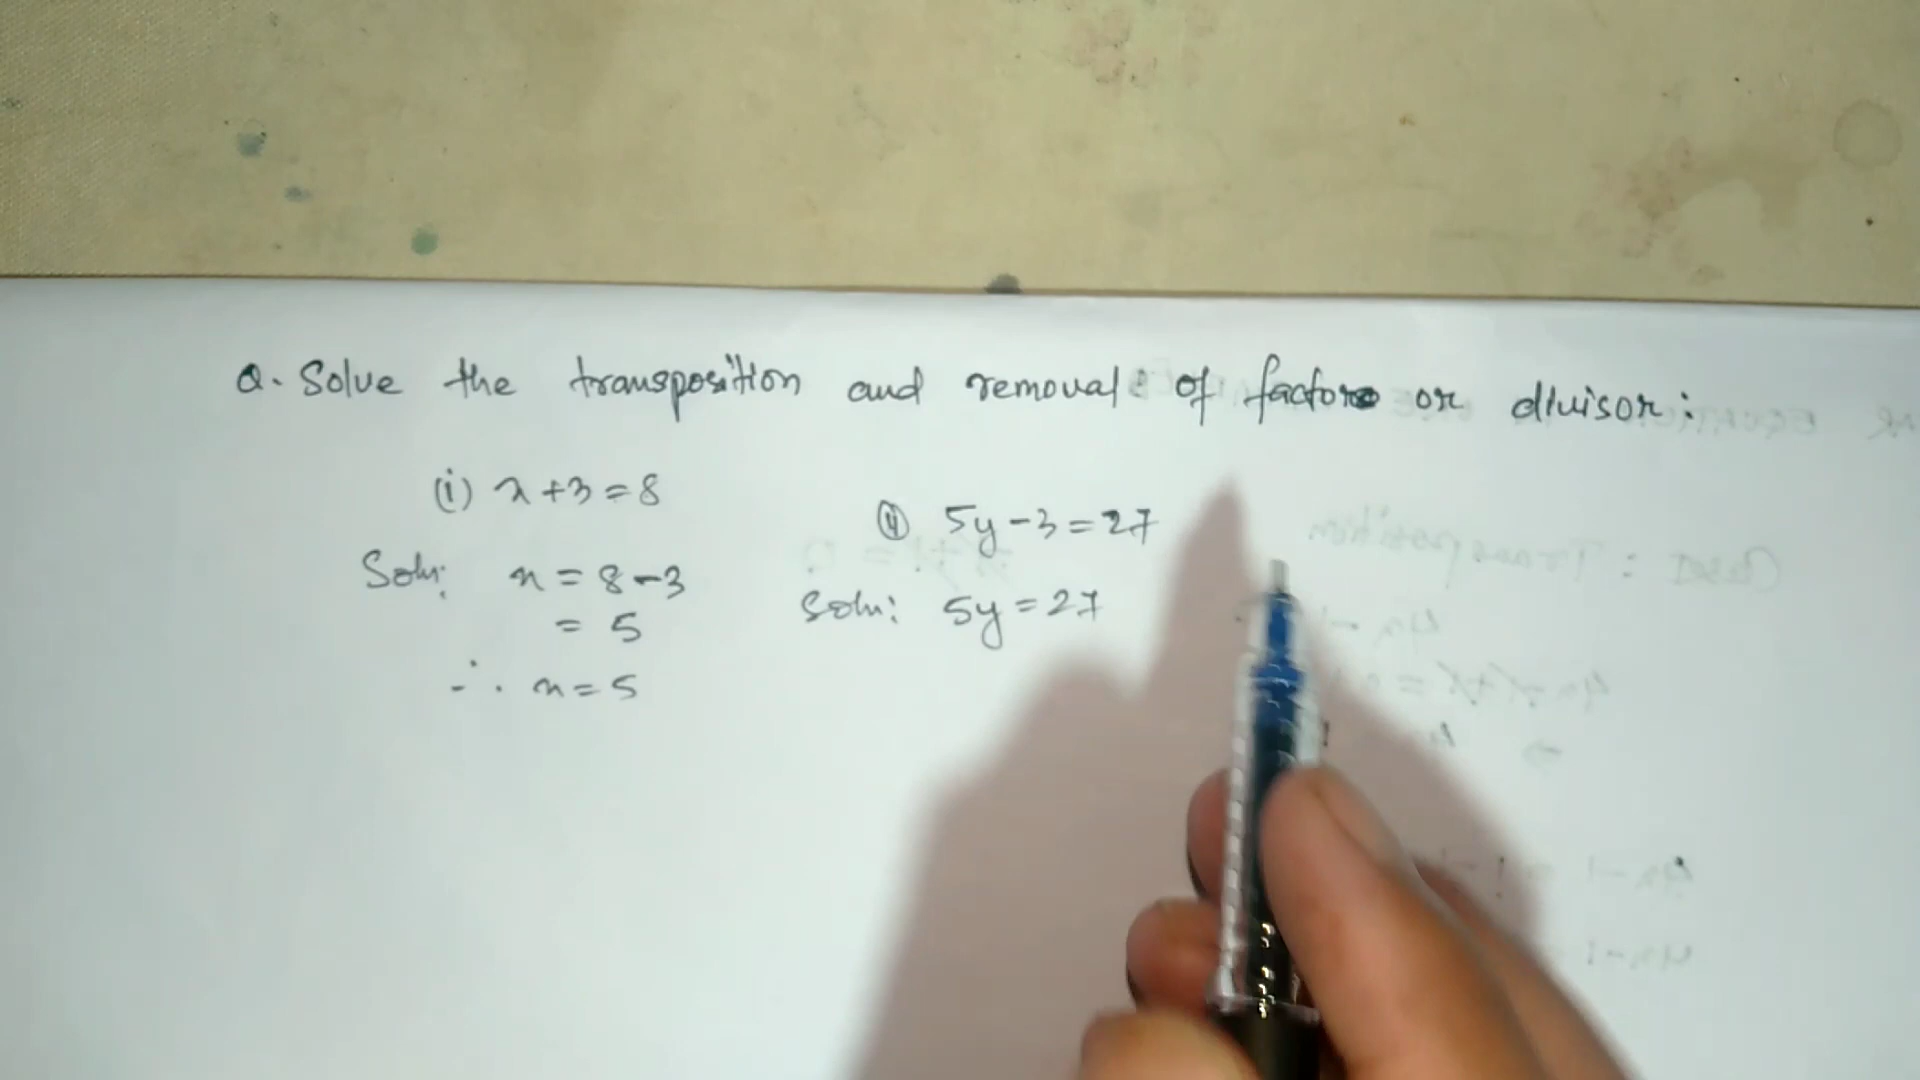 Q. Solve the transposition and removal of factor or divisor:
(i) x+3=8
Soln: x = 8-3
= 5
∴ x=5
(ii) 5y-3=27
Soln: 5y=27